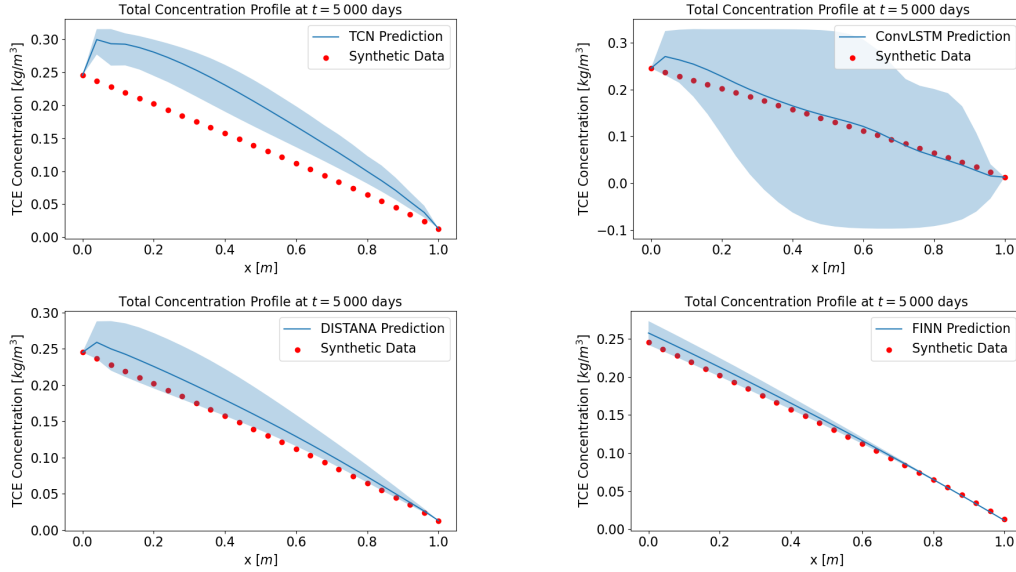 Total Concentration Profile at t = 5 000 days
TCE Concentration [kg/m³]
0.30
0.25
0.20
0.15
0.10
0.05
0.00
TCN Prediction
Synthetic Data
0.0 0.2 0.4 0.6 0.8 1.0
x [m]
Total Concentration Profile at t = 5 000 days
TCE Concentration [kg/m³]
0.3
0.2
0.1
0.0
−0.1
ConvLSTM Prediction
Synthetic Data
0.0 0.2 0.4 0.6 0.8 1.0
x [m]
Total Concentration Profile at t = 5 000 days
TCE Concentration [kg/m³]
0.30
0.25
0.20
0.15
0.10
0.05
0.00
DISTANA Prediction
Synthetic Data
0.0 0.2 0.4 0.6 0.8 1.0
x [m]
Total Concentration Profile at t = 5 000 days
TCE Concentration [kg/m³]
0.25
0.20
0.15
0.10
0.05
0.00
FINN Prediction
Synthetic Data
0.0 0.2 0.4 0.6 0.8 1.0
x [m]